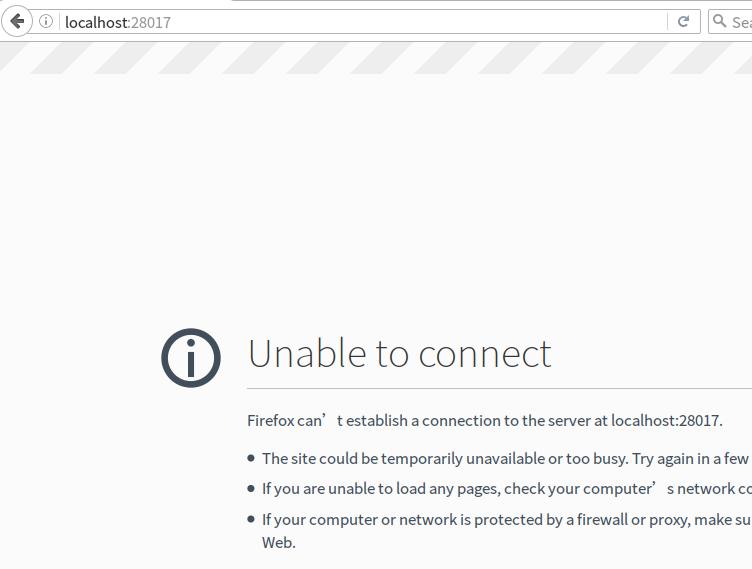 localhost:28017
Sea
Unable to connect
Firefox can’t establish a connection to the server at localhost:28017.
The site could be temporarily unavailable or too busy. Try again in a few
If you are unable to load any pages, check your computer’s network co
If your computer or network is protected by a firewall or proxy, make su
Web.